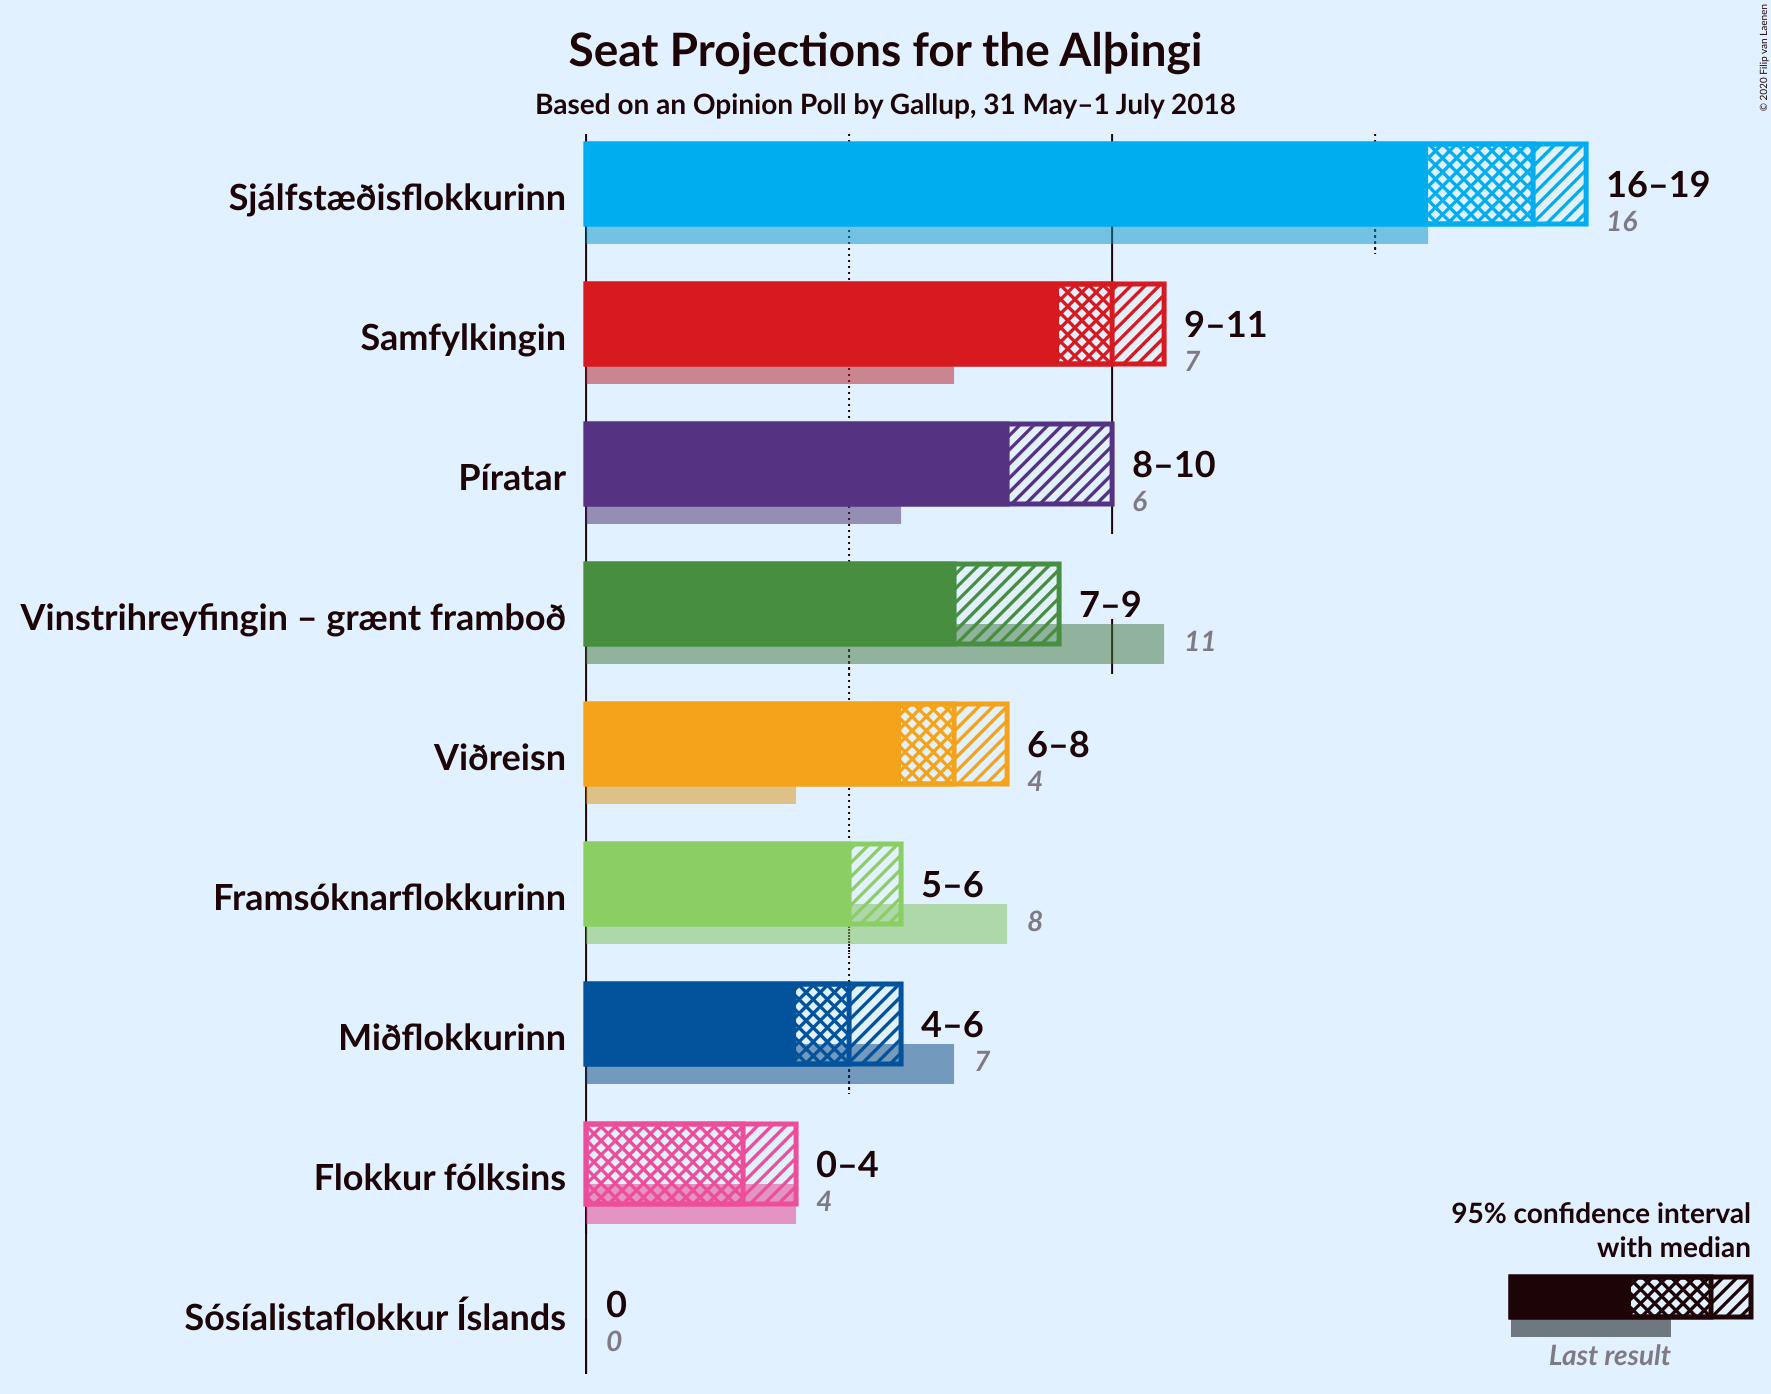 Seat Projections for the Alþingi
Based on an Opinion Poll by Gallup, 31 May–1 July 2018
© 2020 Filip van Laenen
Sjálfstæðisflokkurinn
16–19
16
Samfylkingin
9–11
7
Píratar
8–10
6
Vinstrihreyfingin – grænt framboð
7–9
11
Viðreisn
6–8
4
Framsóknarflokkurinn
5–6
8
Miðflokkurinn
4–6
7
Flokkur fólksins
0–4
4
Sósíalistaflokkur Íslands
0
0
95% confidence interval
with median
Last result